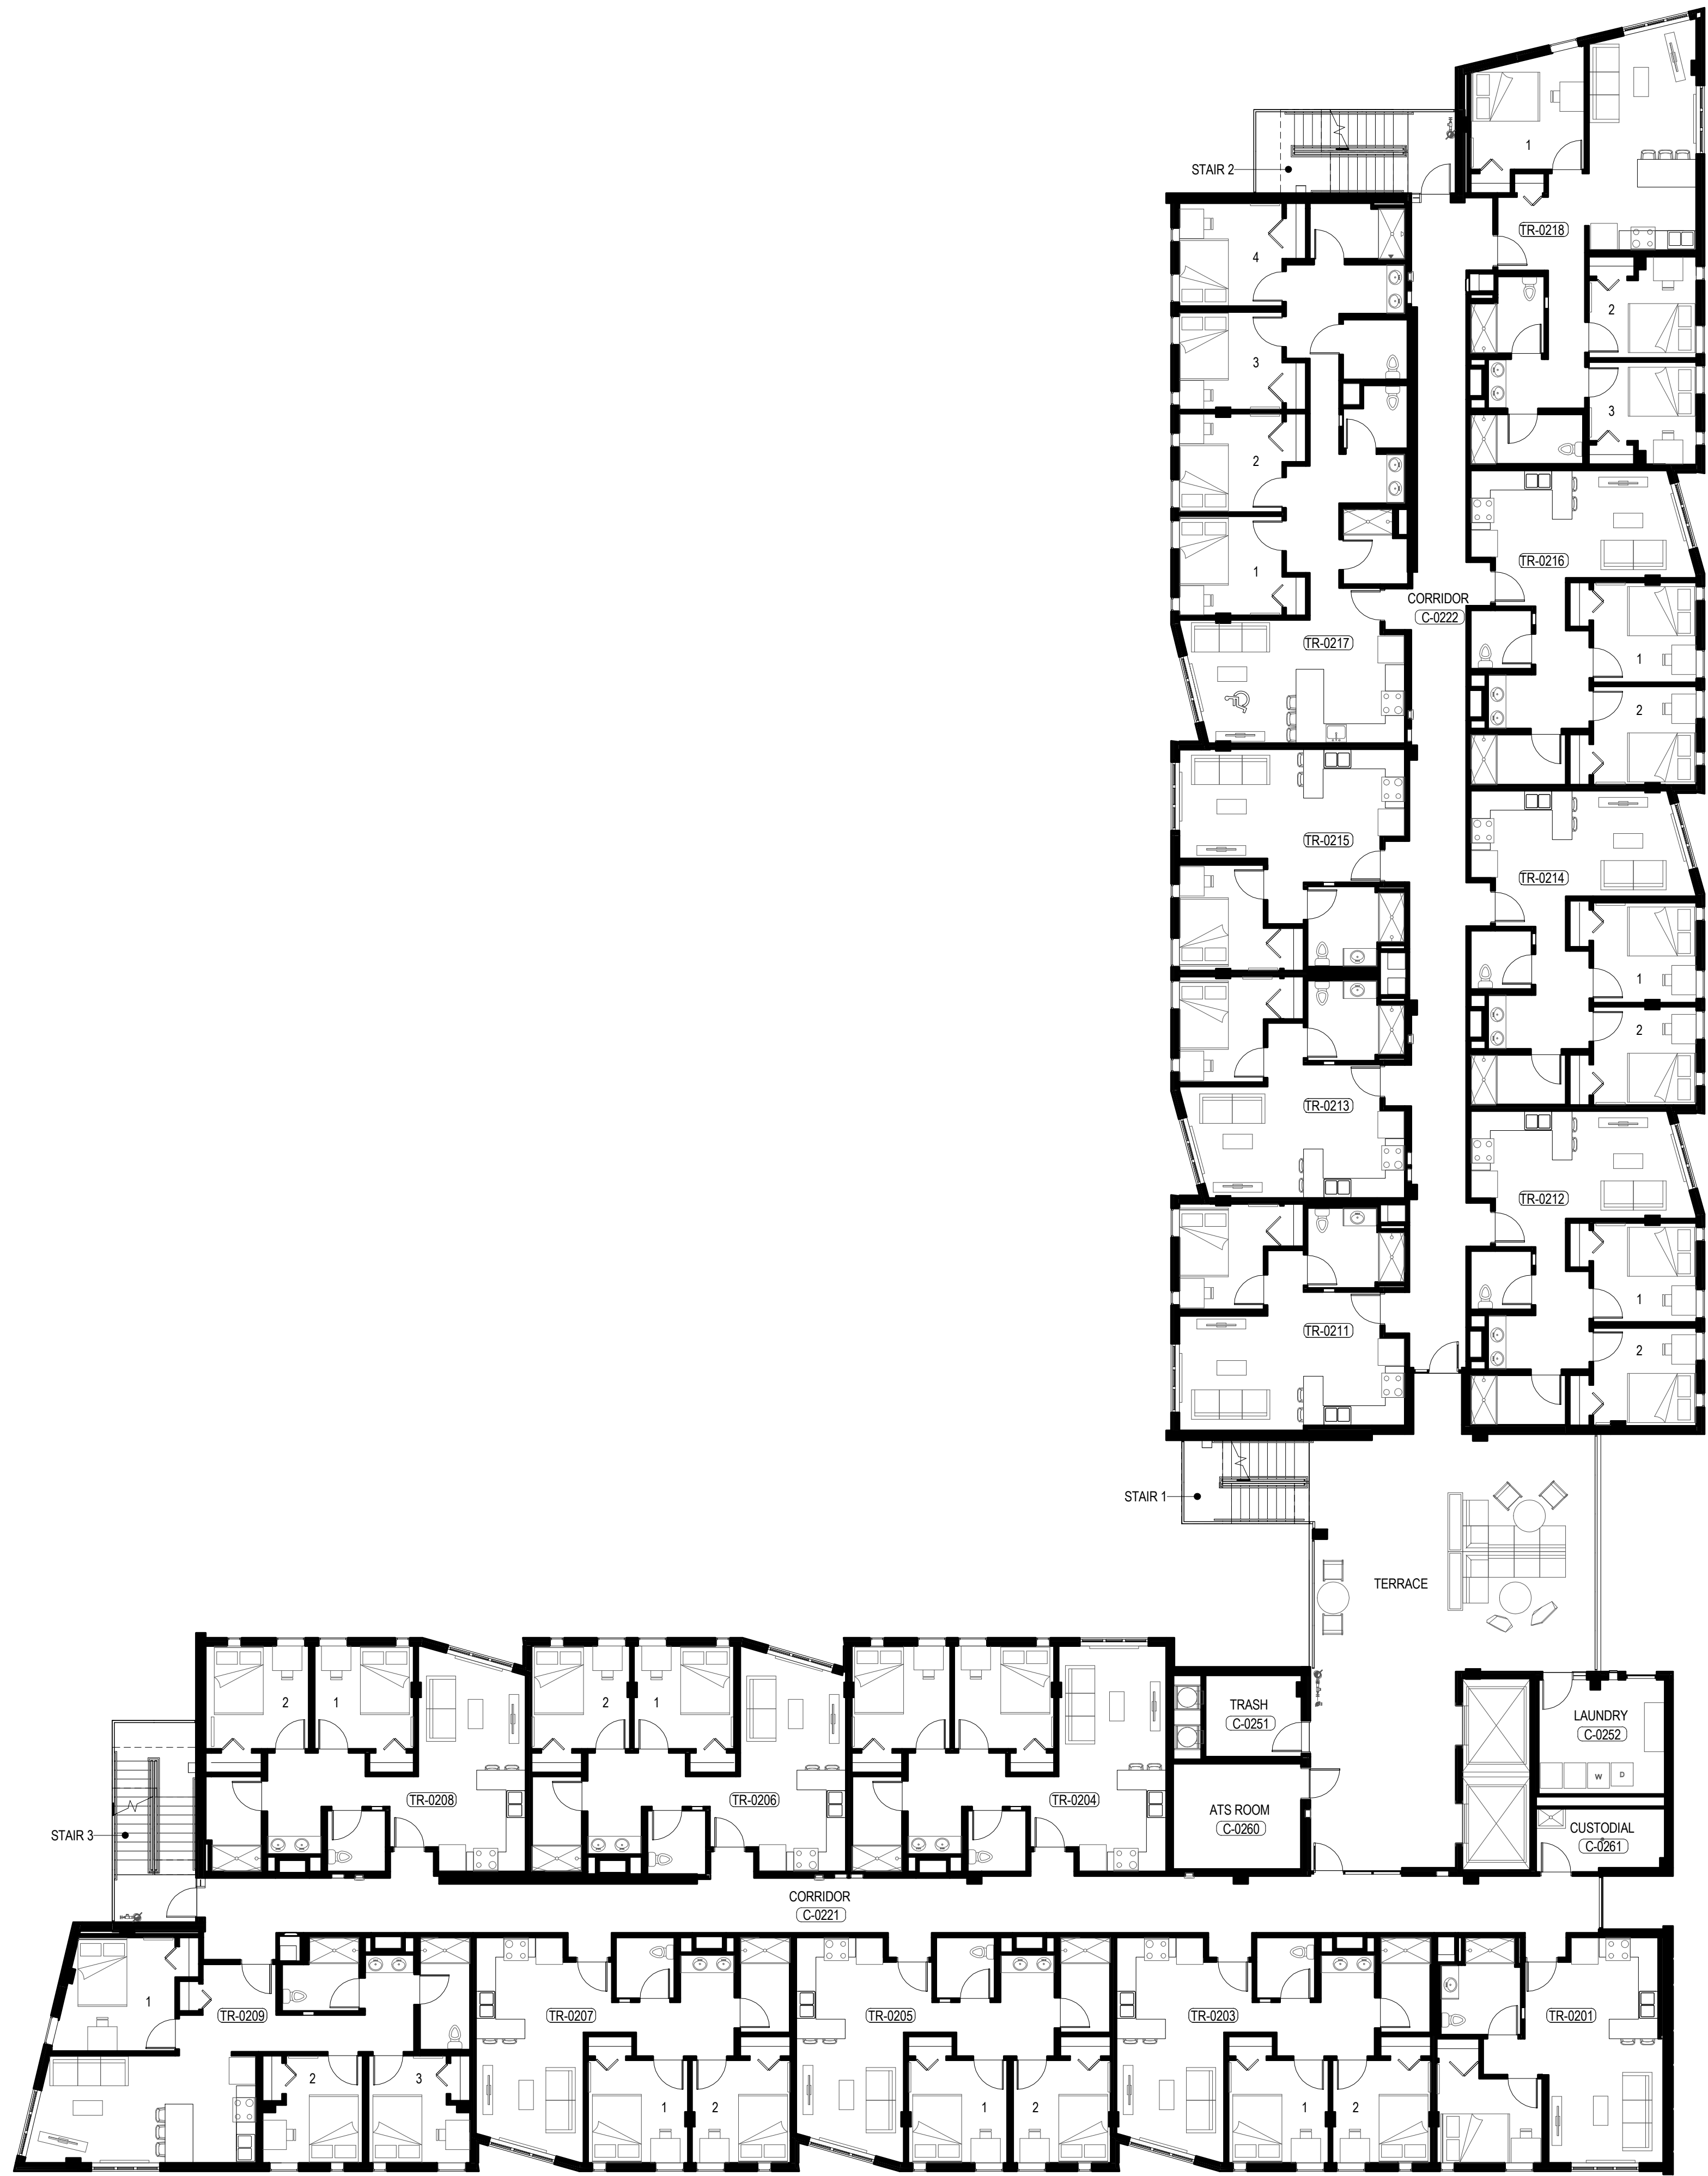 1
STAIR 2
TR-0218
4
2
3
3
2
TR-0216
1
CORRIDOR
C-0222
TR-0217
1
2
TR-0215
TR-0214
1
2
TR-0213
TR-0212
1
TR-0211
2
STAIR 1
TERRACE
2
1
2
1
TRASH
C-0251
LAUNDRY
C-0252
W
D
TR-0208
TR-0206
TR-0204
ATS ROOM
C-0260
STAIR 3
CUSTODIAL
C-0261
CORRIDOR
C-0221
1
TR-0209
TR-0207
TR-0205
TR-0203
TR-0201
2
3
1
2
1
2
1
2